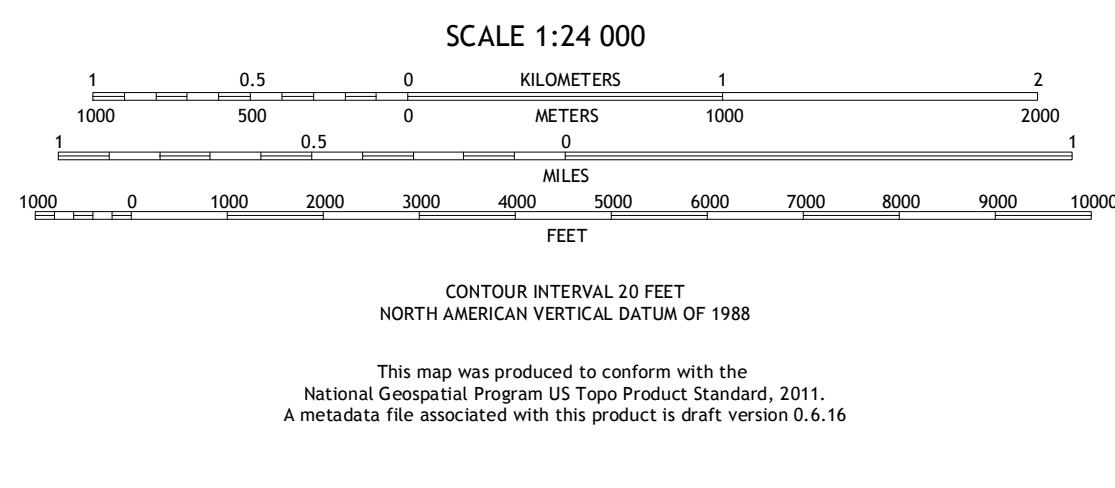 SCALE 1:24 000
1 0.5 0 KILOMETERS 1 2
1000 500 0 METERS 1000 2000
1 0.5 0 1
MILES
1000 0 1000 2000 3000 4000 5000 6000 7000 8000 9000 10000
FEET
CONTOUR INTERVAL 20 FEET
NORTH AMERICAN VERTICAL DATUM OF 1988
This map was produced to conform with the
National Geospatial Program US Topo Product Standard, 2011.
A metadata file associated with this product is draft version 0.6.16